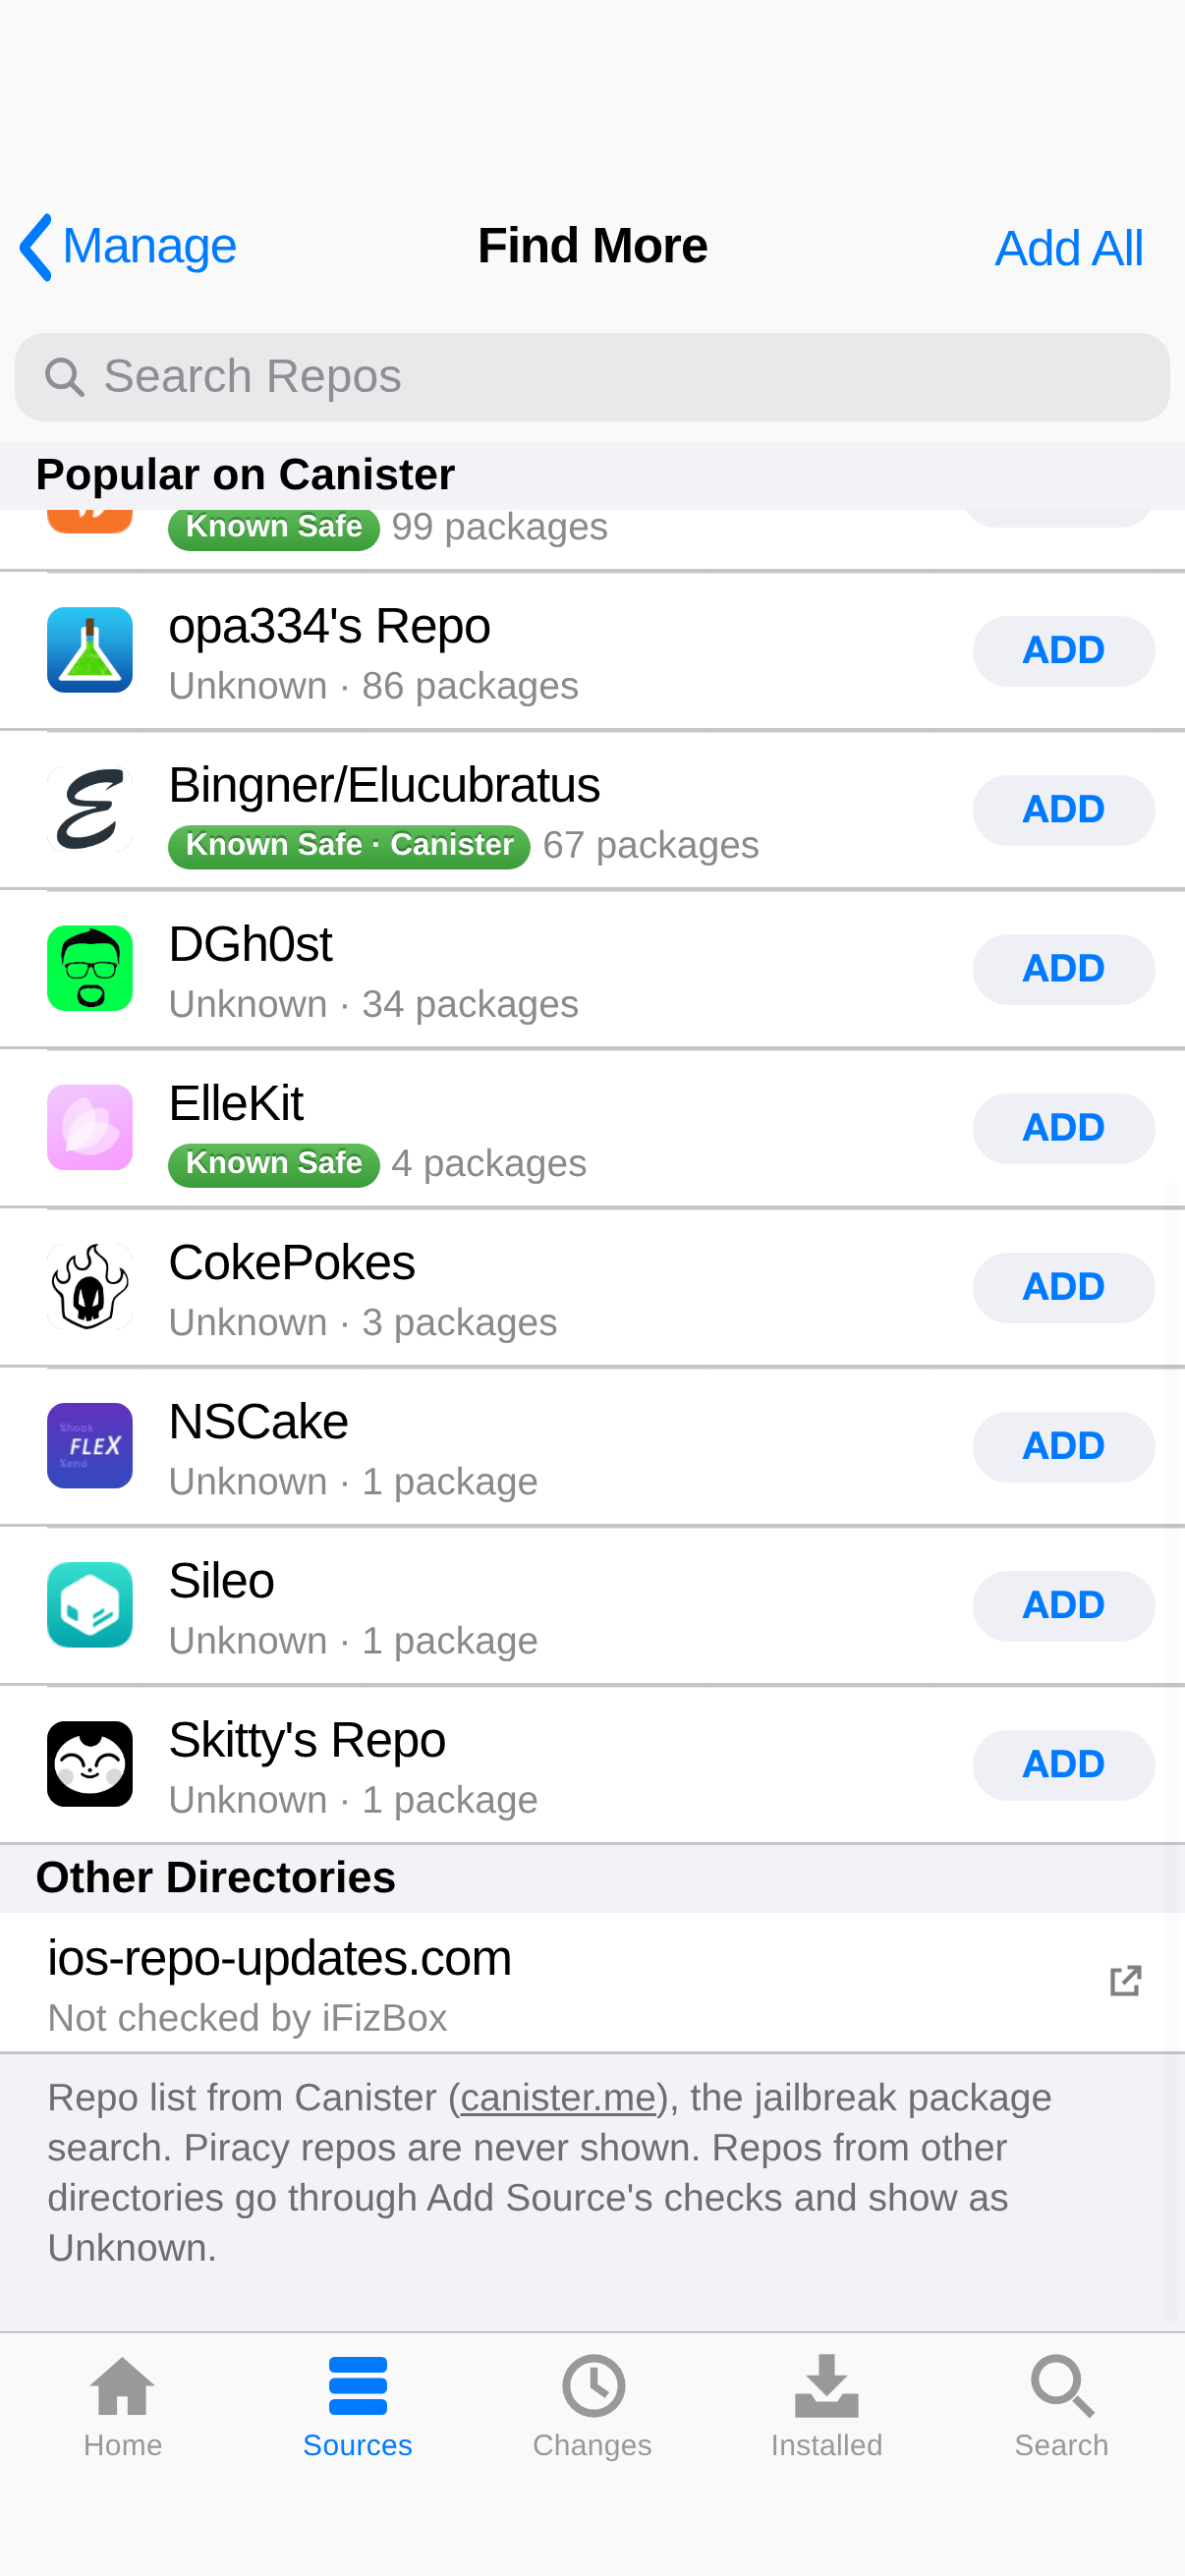 Manage
Find More
Add All
Search Repos
Popular on Canister
Known Safe 99 packages
opa334's Repo
Unknown · 86 packages
ADD
Bingner/Elucubratus
Known Safe · Canister 67 packages
ADD
DGh0st
Unknown · 34 packages
ADD
ElleKit
Known Safe 4 packages
ADD
CokePokes
Unknown · 3 packages
ADD
%hook
FLEX
%end
NSCake
Unknown · 1 package
ADD
Sileo
Unknown · 1 package
ADD
Skitty's Repo
Unknown · 1 package
ADD
Other Directories
ios-repo-updates.com
Not checked by iFizBox
Repo list from Canister (canister.me), the jailbreak package
search. Piracy repos are never shown. Repos from other
directories go through Add Source's checks and show as
Unknown.
Home
Sources
Changes
Installed
Search